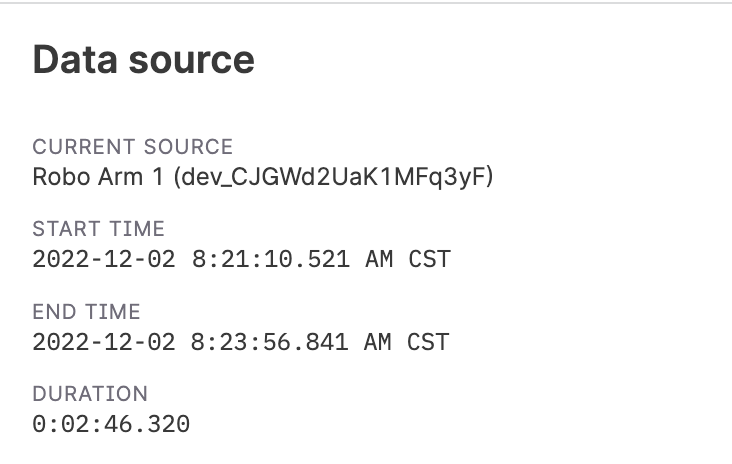 Data source
CURRENT SOURCE
Robo Arm 1 (dev_CJGWd2UaK1MFq3yF)
START TIME
2022-12-02 8:21:10.521 AM CST
END TIME
2022-12-02 8:23:56.841 AM CST
DURATION
0:02:46.320